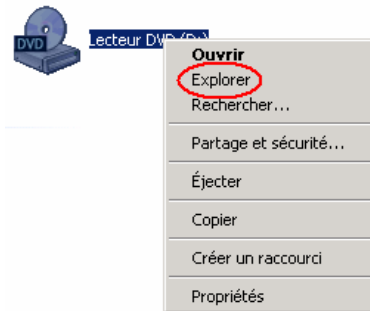 DVD
Lecteur DVD (D:)
Ouvrir
Explorer
Rechercher...
Partage et sécurité...
Éjecter
Copier
Créer un raccourci
Propriétés